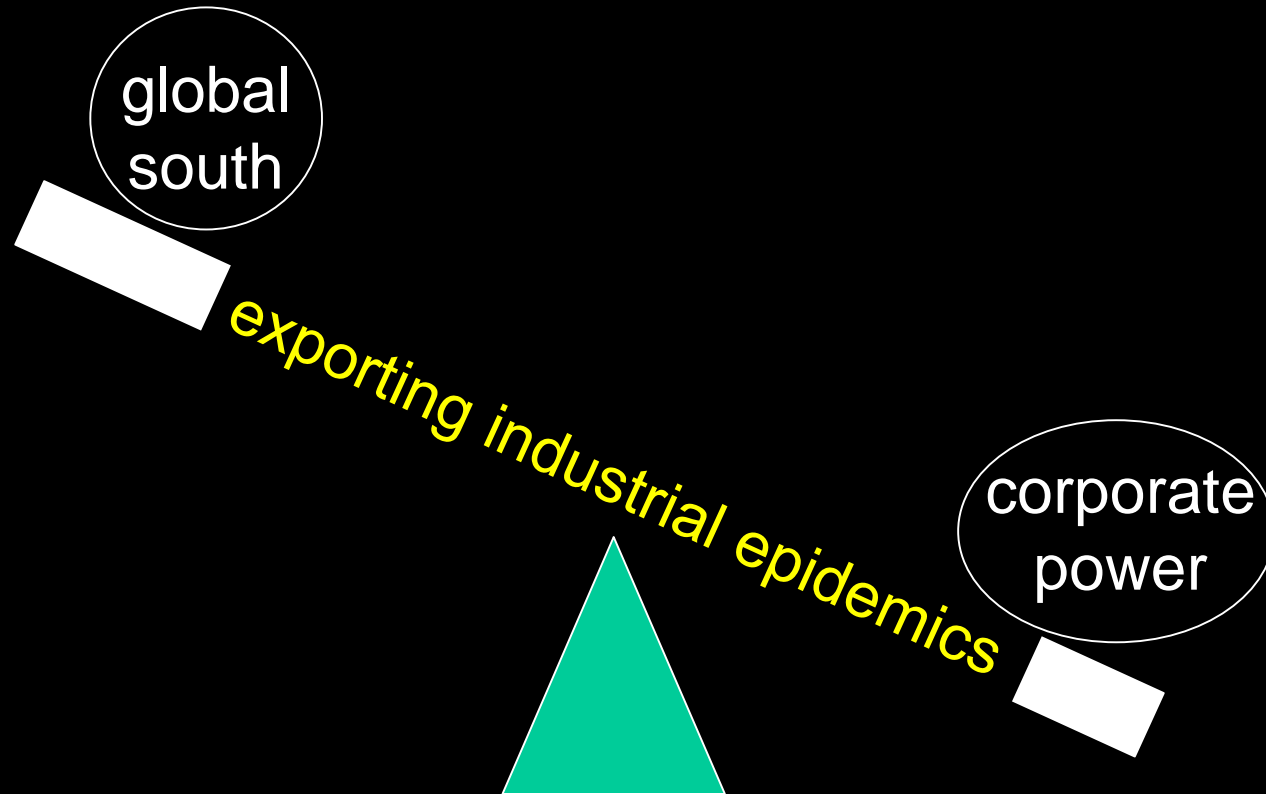 global
south
exporting industrial epidemics
corporate
power